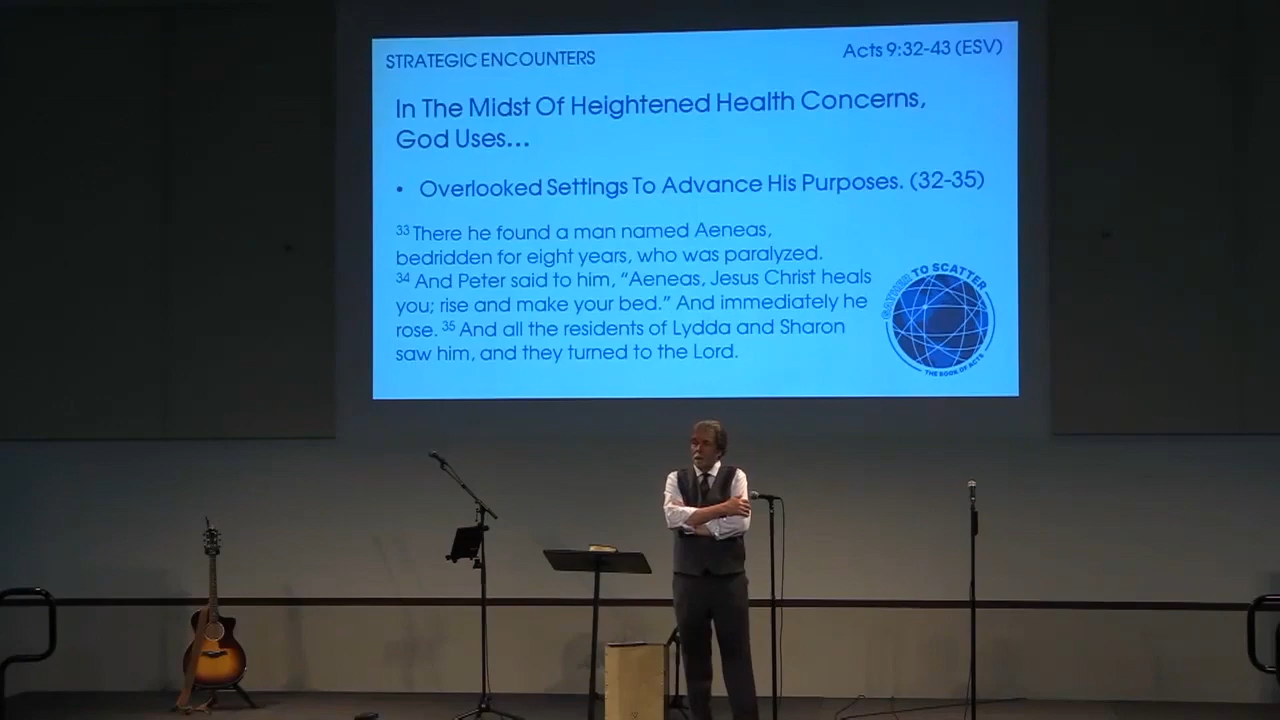 STRATEGIC ENCOUNTERS
Acts 9:32-43 (ESV)
In The Midst Of Heightened Health Concerns,
God Uses...
• Overlooked Settings To Advance His Purposes. (32-35)
33 There he found a man named Aeneas,
bedridden for eight years, who was paralyzed.
34 And Peter said to him, “Aeneas, Jesus Christ heals
you; rise and make your bed.” And immediately he
rose. 35 And all the residents of Lydda and Sharon
saw him, and they turned to the Lord.
GATHER TO SCATTER
THE BOOK OF ACTS